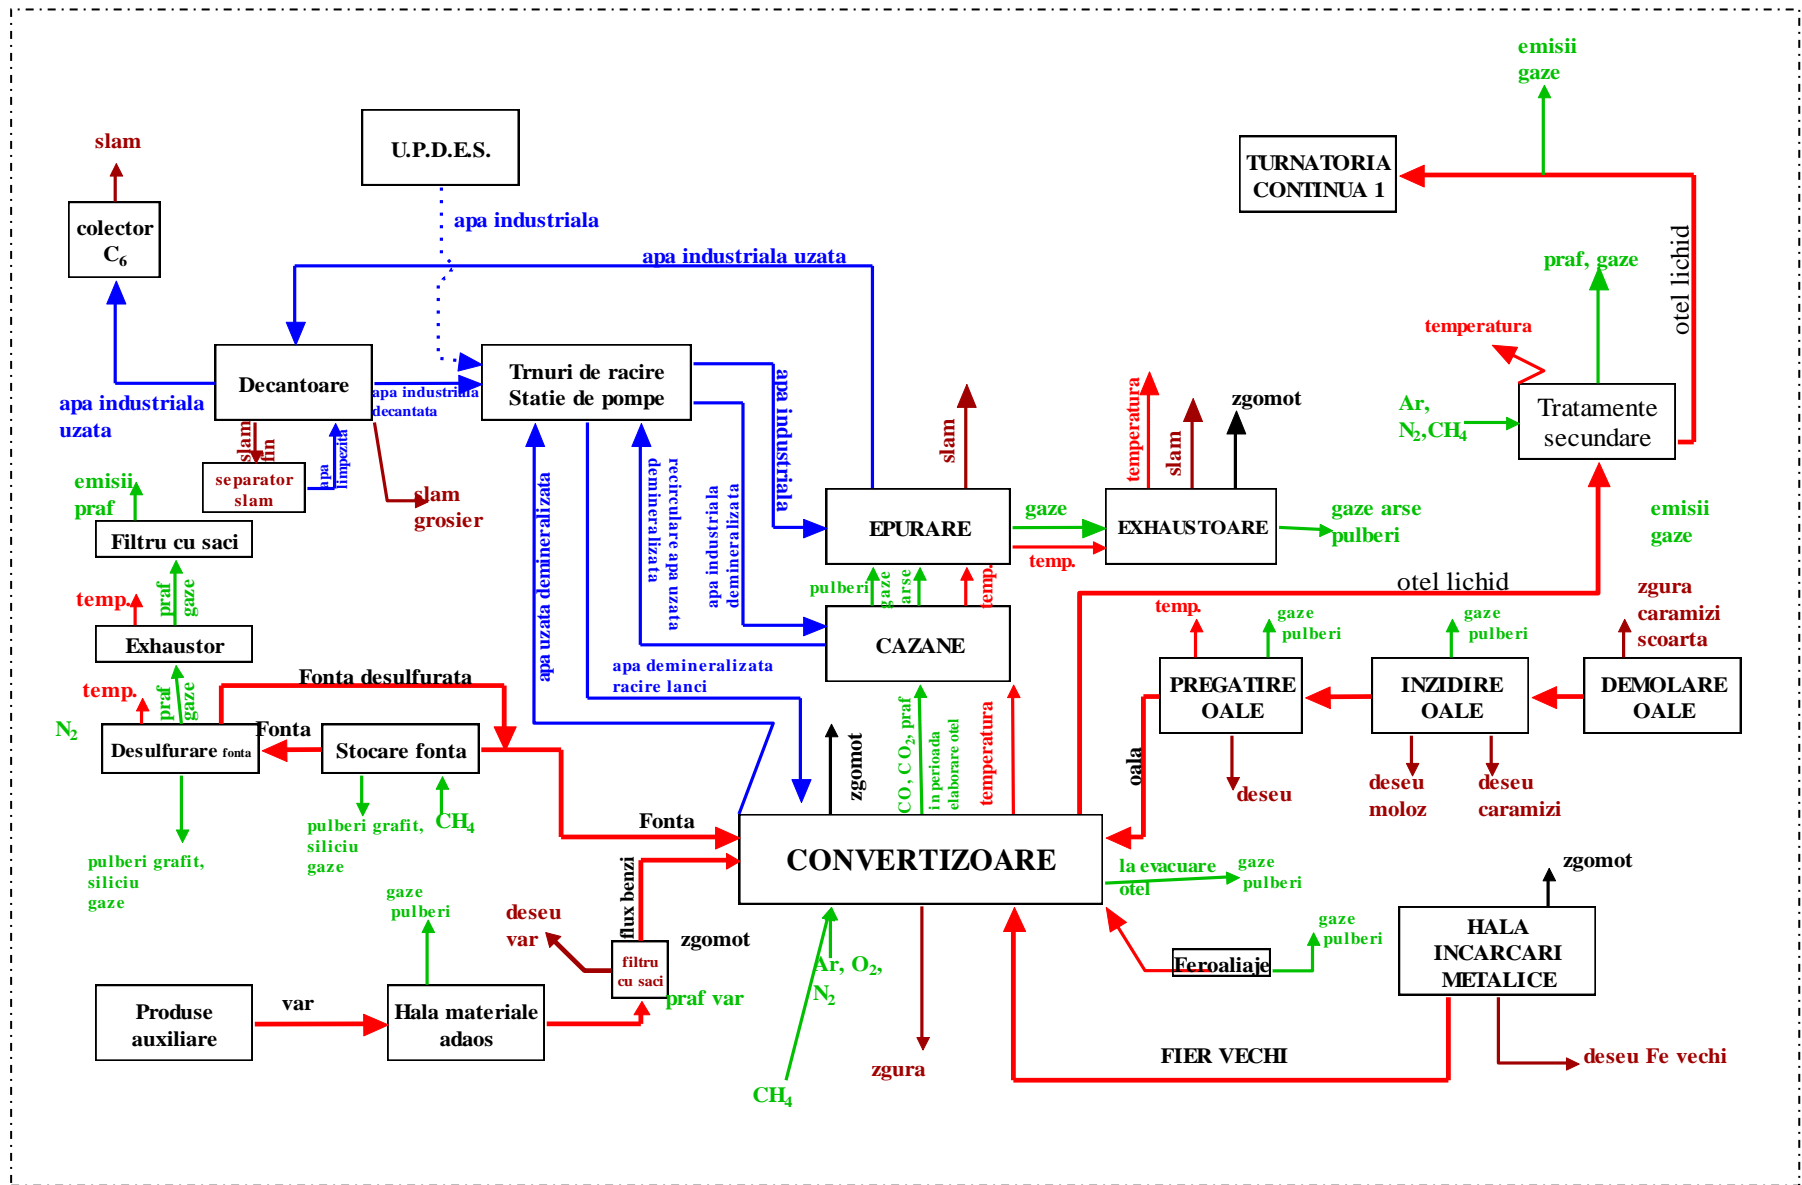 emisii
gaze
slam
U.P.D.E.S.
TURNATORIA
CONTINUA 1
colector
C₆
apa industriala
apa industriala uzata
otel lichid
praf, gaze
temperatura
Decantoare
apa industriala
decantata
Trnuri de racire
Statie de pompe
apa industriala
apa industriala
uzata
slam
fin
apa
limpezita
separator
slam
slam
grosier
slam
temperatura
slam
zgomot
Ar,
N₂,CH₄
Tratamente
secundare
emisii
praf
Filtru cu saci
apa uzata demineralizata
recirculare apa uzata
demineralizata
apa industriala
demineralizata
EPURARE
gaze
temp.
EXHAUSTOARE
gaze arse
pulberi
emisii
gaze
temp.
praf
gaze
Exhaustor
pulberi
gaze
arse
temp.
CAZANE
otel lichid
temp.
gaze
pulberi
gaze
pulberi
zgura
caramizi
scoarta
Fonta desulfurata
apa demineralizata
racire lanci
PREGATIRE
OALE
INZIDIRE
OALE
DEMOLARE
OALE
temp.
praf
gaze
N₂
Fonta
Desulfurare fonta
Stocare fonta
zgomot
CO, CO₂, praf
in perioada
elaborare otel
temperatura
oala
deseu
deseu
moloz
deseu
caramizi
pulberi grafit,
siliciu
gaze
CH₄
Fonta
pulberi grafit,
siliciu
gaze
CONVERTIZOARE
la evacuare
otel
gaze
pulberi
zgomot
gaze
pulberi
deseu
var
flux benzi
zgomot
filtru
cu saci
praf var
Ar, O₂,
N₂
Feroaliaje
gaze
pulberi
HALA
INCARCARI
METALICE
Produse
auxiliare
var
Hala materiale
adaos
zgura
CH₄
FIER VECHI
deseu Fe vechi